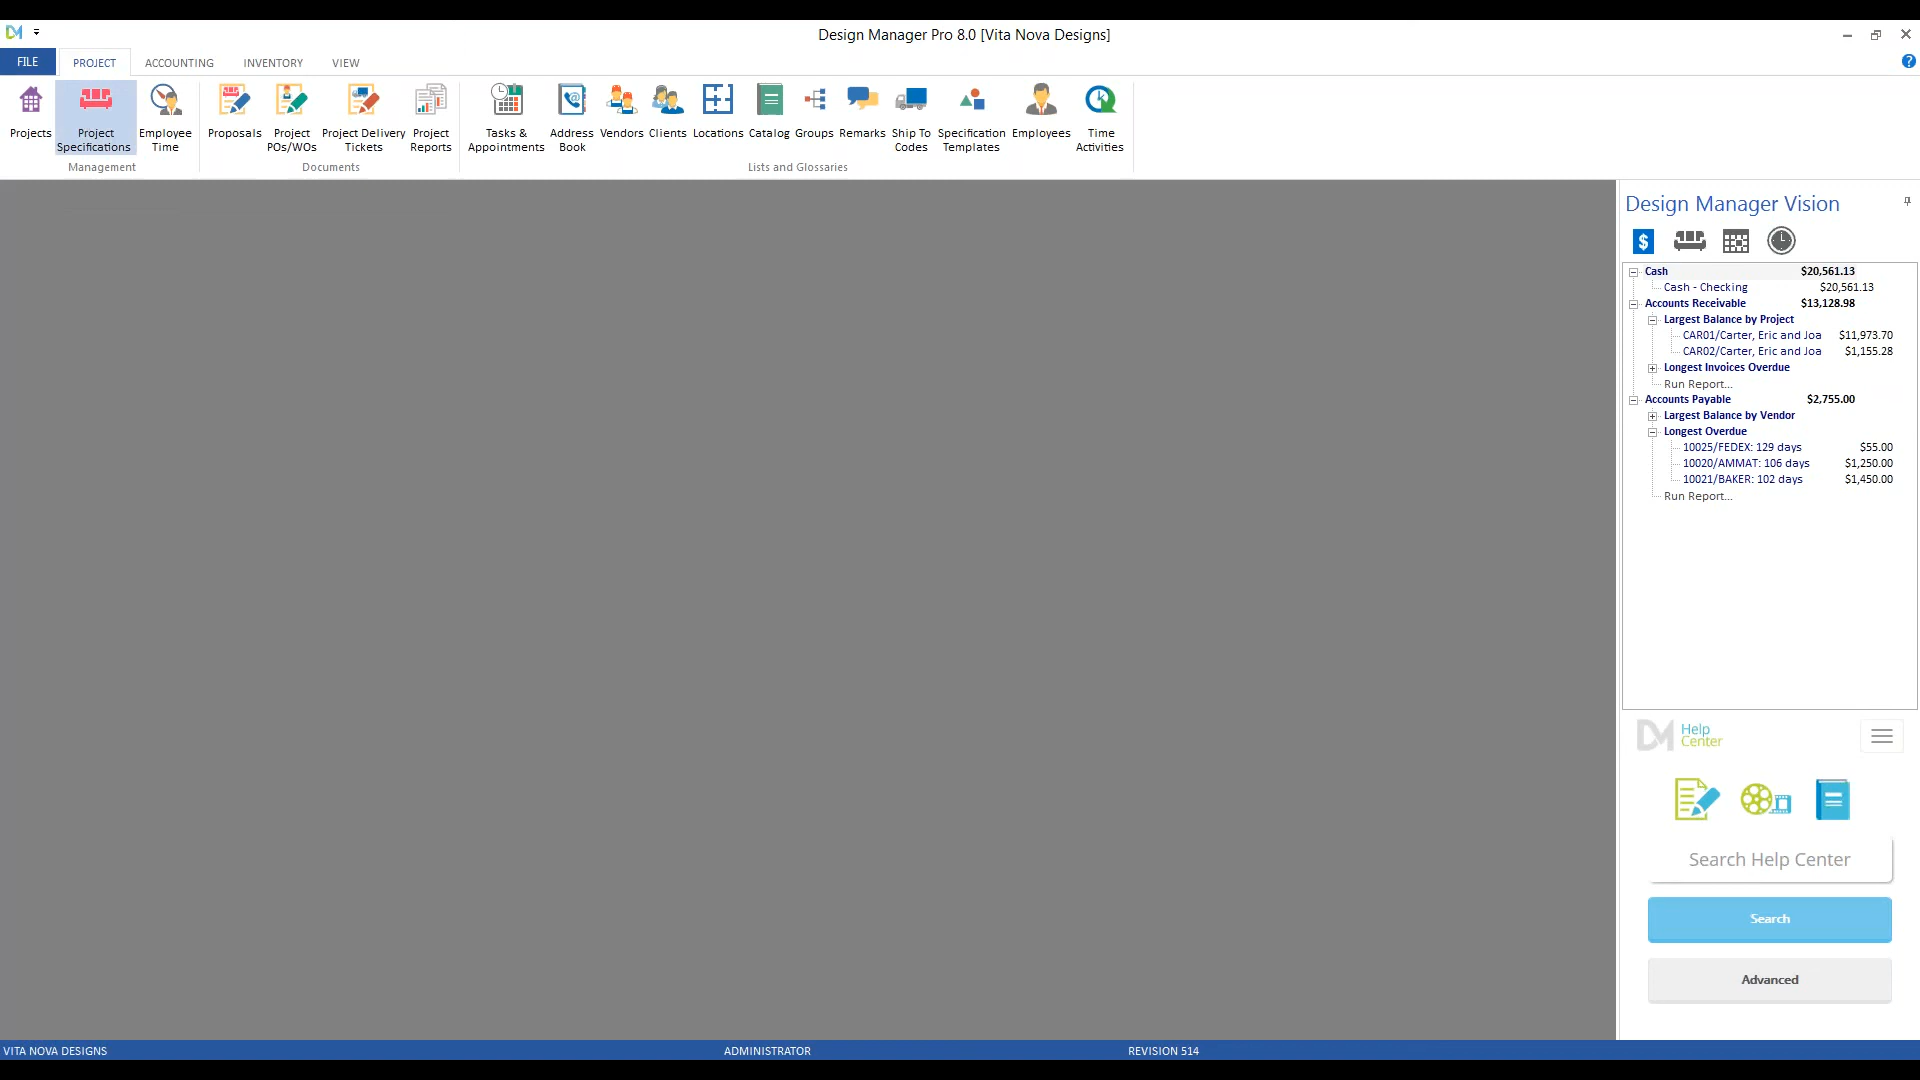 DM
Design Manager Pro 8.0 [Vita Nova Designs]
FILE
PROJECT
ACCOUNTING
INVENTORY
VIEW
Projects
Project
Specifications
Employee
Time
Management
Proposals
Project
POs/WOs
Project Delivery
Tickets
Project
Reports
Documents
Tasks &
Appointments
Address
Book
Vendors
Clients
Locations
Catalog
Groups
Remarks
Ship To
Codes
Specification
Templates
Employees
Time
Activities
Lists and Glossaries
Design Manager Vision
Cash $20,561.13
Cash - Checking $20,561.13
Accounts Receivable $13,128.98
Largest Balance by Project
CAR01/Carter, Eric and Joa $11,973.70
CAR02/Carter, Eric and Joa $1,155.28
Longest Invoices Overdue
Run Report...
Accounts Payable $2,755.00
Largest Balance by Vendor
Longest Overdue
10025/FEDEX: 129 days $55.00
10020/AMMAT: 106 days $1,250.00
10021/BAKER: 102 days $1,450.00
Run Report...
DM Help
Center
Search Help Center
Search
Advanced
VITA NOVA DESIGNS
ADMINISTRATOR
REVISION 514